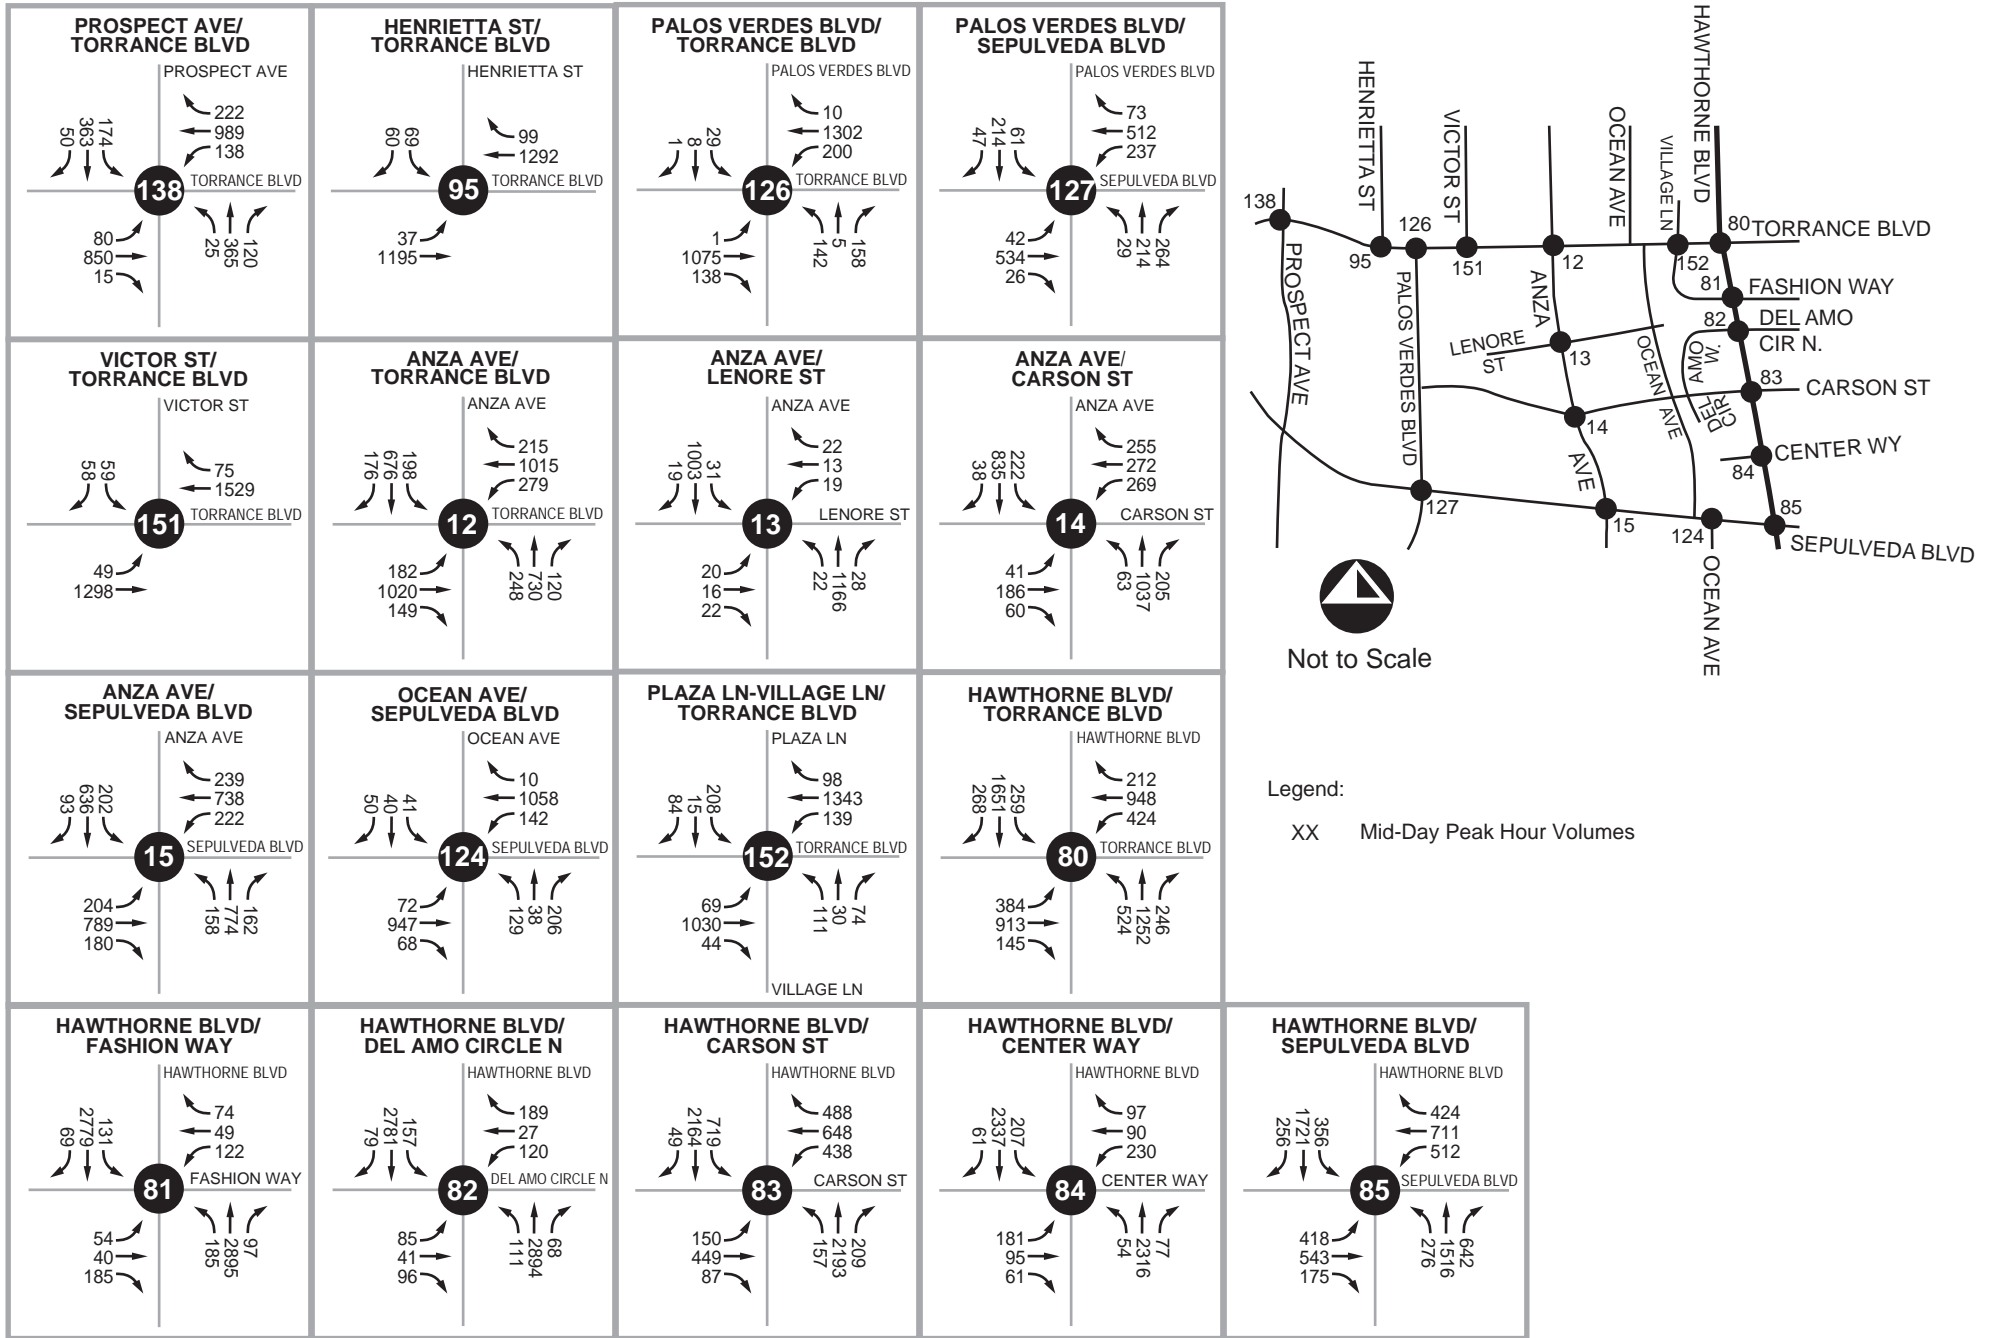 PROSPECT AVE/
TORRANCE BLVD
PROSPECT AVE
50
363
174
222
989
138
138
TORRANCE BLVD
80
850
15
25
365
120
HENRIETTA ST/
TORRANCE BLVD
HENRIETTA ST
60
69
99
1292
95
TORRANCE BLVD
37
1195
PALOS VERDES BLVD/
TORRANCE BLVD
PALOS VERDES BLVD
1
8
29
10
1302
200
126
TORRANCE BLVD
1
1075
138
142
5
158
PALOS VERDES BLVD/
SEPULVEDA BLVD
PALOS VERDES BLVD
47
214
61
73
512
237
127
SEPULVEDA BLVD
42
534
26
29
214
264
VICTOR ST/
TORRANCE BLVD
VICTOR ST
58
59
75
1529
151
TORRANCE BLVD
49
1298
ANZA AVE/
TORRANCE BLVD
ANZA AVE
176
676
198
215
1015
279
12
TORRANCE BLVD
182
1020
149
248
730
120
ANZA AVE/
LENORE ST
ANZA AVE
19
1003
31
22
13
19
13
LENORE ST
20
16
22
22
1166
28
ANZA AVE/
CARSON ST
ANZA AVE
38
835
222
255
272
269
14
CARSON ST
41
186
60
63
1037
205
ANZA AVE/
SEPULVEDA BLVD
ANZA AVE
93
636
202
239
738
222
15
SEPULVEDA BLVD
204
789
180
158
774
162
OCEAN AVE/
SEPULVEDA BLVD
OCEAN AVE
50
40
41
10
1058
142
124
SEPULVEDA BLVD
72
947
68
129
38
206
PLAZA LN-VILLAGE LN/
TORRANCE BLVD
PLAZA LN
84
15
208
98
1343
139
152
TORRANCE BLVD
69
1030
44
111
30
74
VILLAGE LN
HAWTHORNE BLVD/
TORRANCE BLVD
HAWTHORNE BLVD
268
1651
259
212
948
424
80
TORRANCE BLVD
384
913
145
524
1252
246
HAWTHORNE BLVD/
FASHION WAY
HAWTHORNE BLVD
69
2779
131
74
49
122
81
FASHION WAY
54
40
185
185
2895
97
HAWTHORNE BLVD/
DEL AMO CIRCLE N
HAWTHORNE BLVD
79
2781
157
189
27
120
82
DEL AMO CIRCLE N
85
41
96
111
2894
68
HAWTHORNE BLVD/
CARSON ST
HAWTHORNE BLVD
49
2164
719
488
648
438
83
CARSON ST
150
449
87
157
2193
209
HAWTHORNE BLVD/
CENTER WAY
HAWTHORNE BLVD
61
2337
207
97
90
230
84
CENTER WAY
181
95
61
54
2316
77
HAWTHORNE BLVD/
SEPULVEDA BLVD
HAWTHORNE BLVD
256
1721
356
424
711
512
85
SEPULVEDA BLVD
418
543
175
276
1516
642
HENRIETTA ST
VICTOR ST
OCEAN AVE
VILLAGE LN
HAWTHORNE BLVD
138
126
80
TORRANCE BLVD
95
151
12
152
PROSPECT AVE
PALOS VERDES BLVD
ANZA
AVE
81
FASHION WAY
82
DEL AMO
CIR N.
LENORE
ST
13
OCEAN AVE
DEL AMO
CIR W.
83
CARSON ST
14
84
CENTER WY
127
15
124
85
SEPULVEDA BLVD
OCEAN AVE
Not to Scale
Legend:
XX Mid-Day Peak Hour Volumes